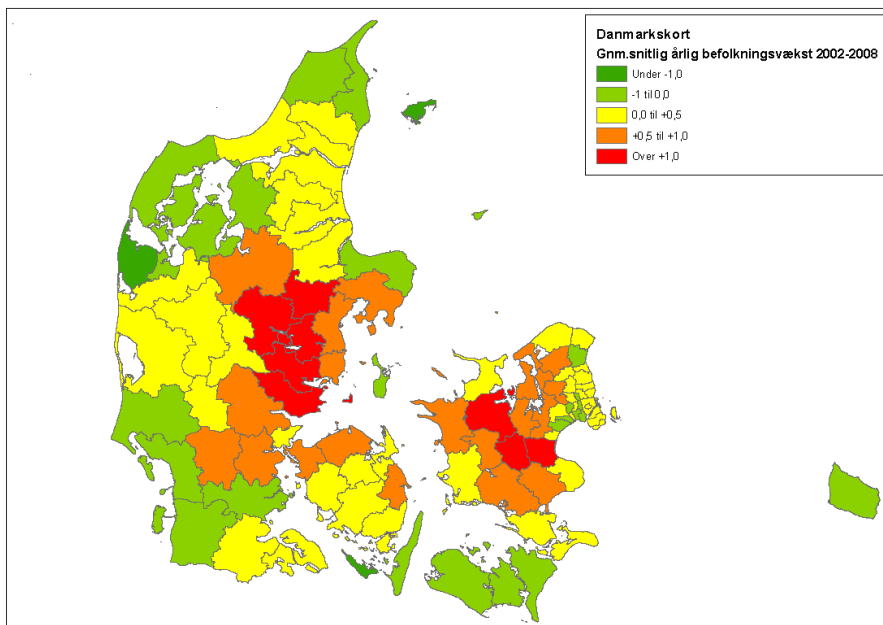 Danmarkskort
Gnm.snitlig årlig befolkningsvækst 2002-2008
Under -1,0
-1 til 0,0
0,0 til +0,5
+0,5 til +1,0
Over +1,0